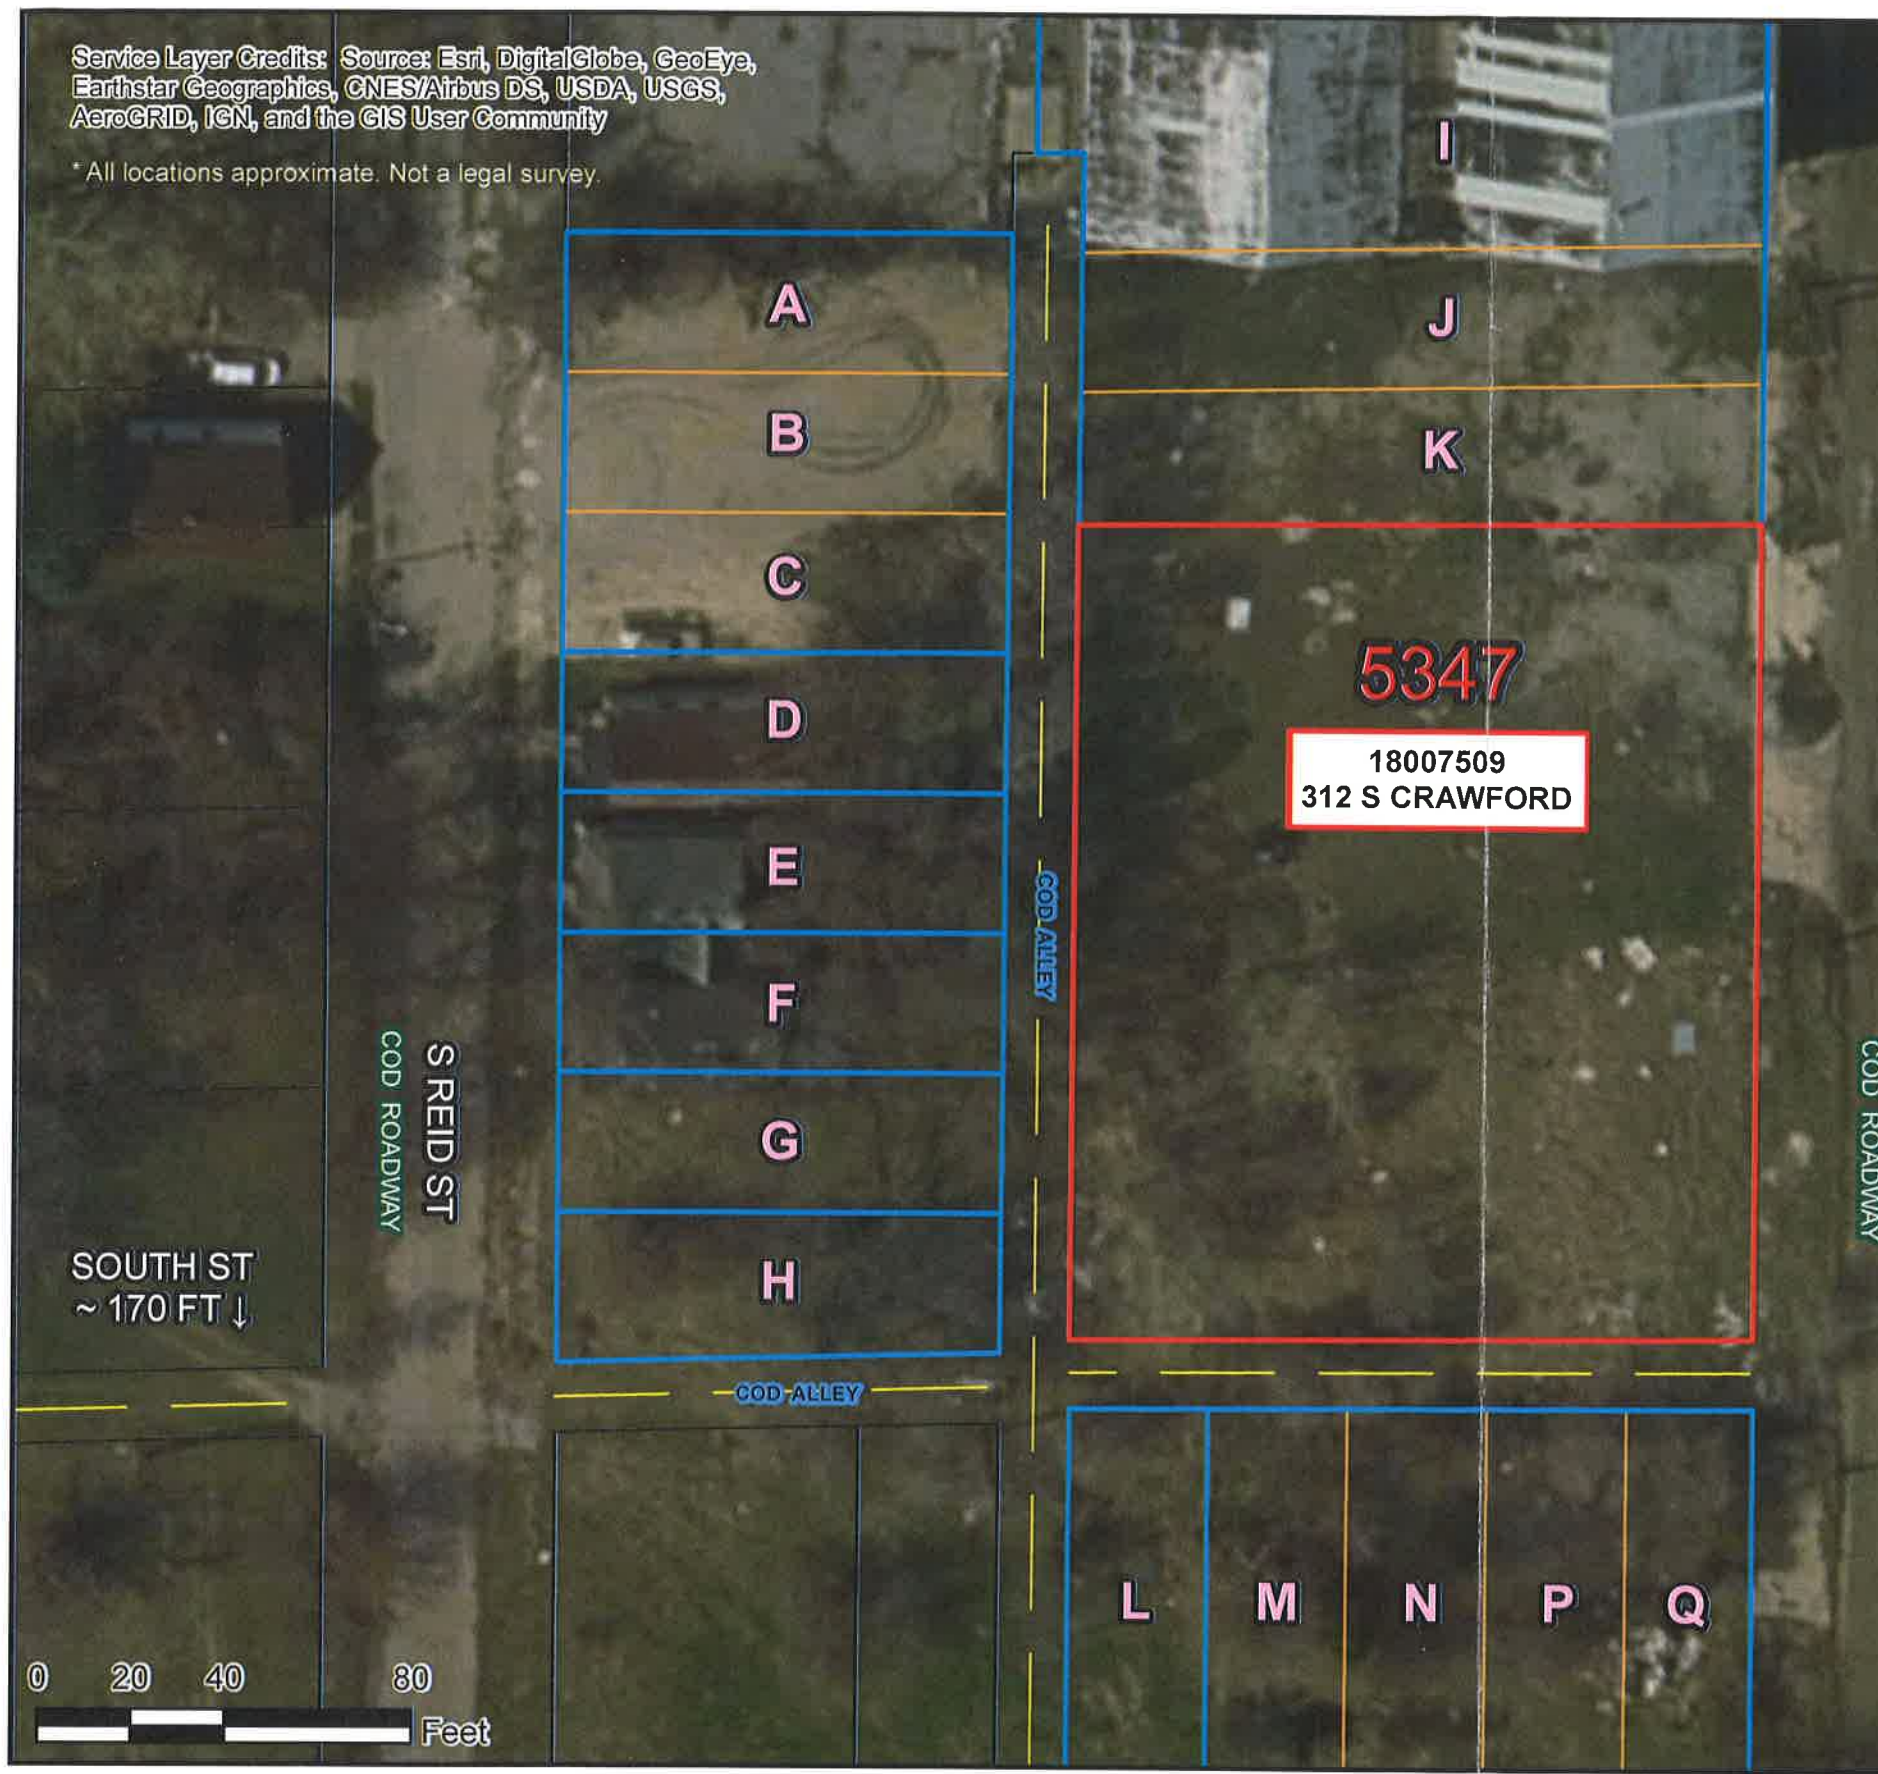 Service Layer Credits: Source: Esri, DigitalGlobe, GeoEye,
Earthstar Geographics, CNES/Airbus DS, USDA, USGS,
AeroGRID, IGN, and the GIS User Community
* All locations approximate. Not a legal survey.
I
A
J
B
K
C
5347
D
18007509
312 S CRAWFORD
E
COD ALLEY
F
S REID ST
COD ROADWAY
COD ROADWAY
G
SOUTH ST
~ 170 FT ↓
H
COD ALLEY
L
M
N
P
Q
0 20 40 80
Feet